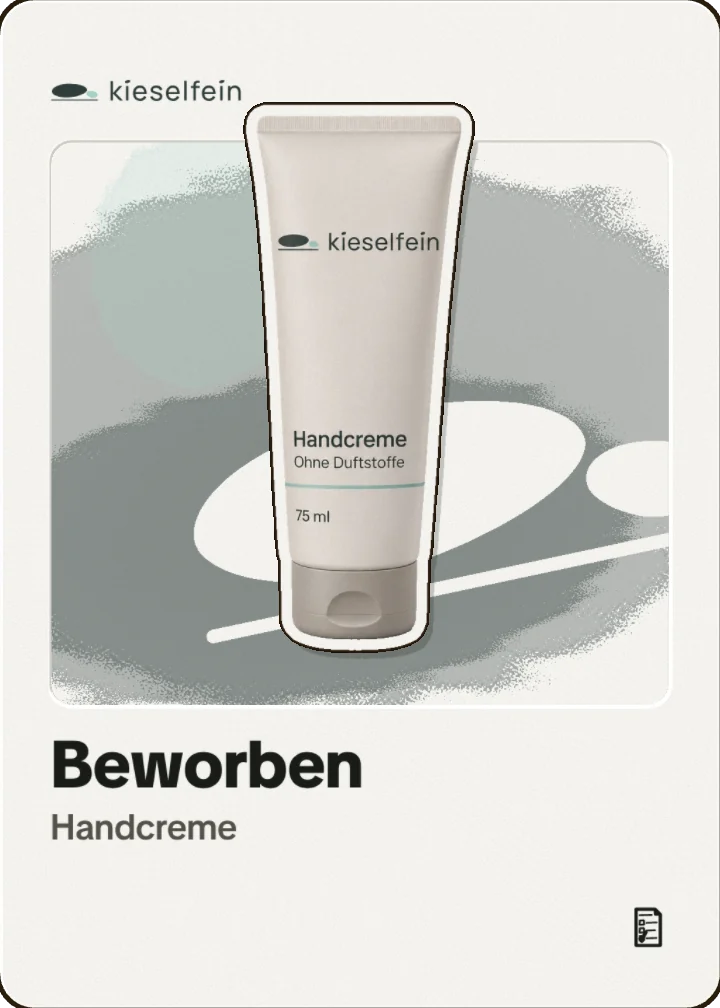 kieselfein
kieselfein
Handcreme
Ohne Duftstoffe
75 ml
Beworben
Handcreme